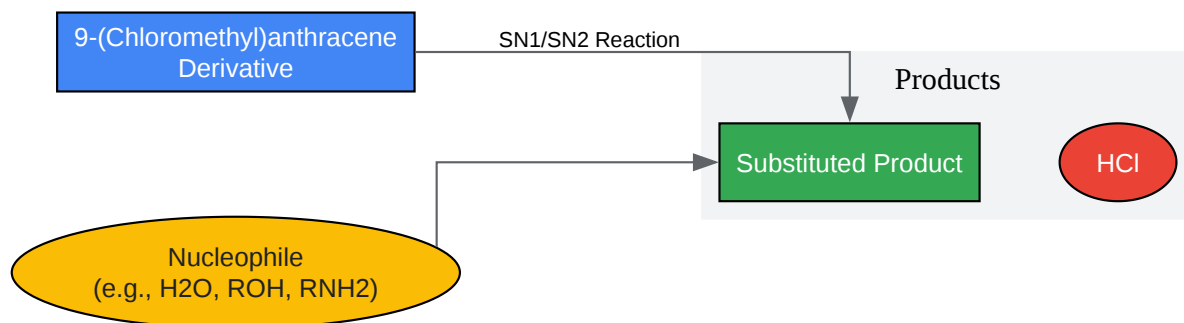 9-(Chloromethyl)anthracene
Derivative
SN1/SN2 Reaction
Products
Substituted Product
HCl
Nucleophile
(e.g., H2O, ROH, RNH2)